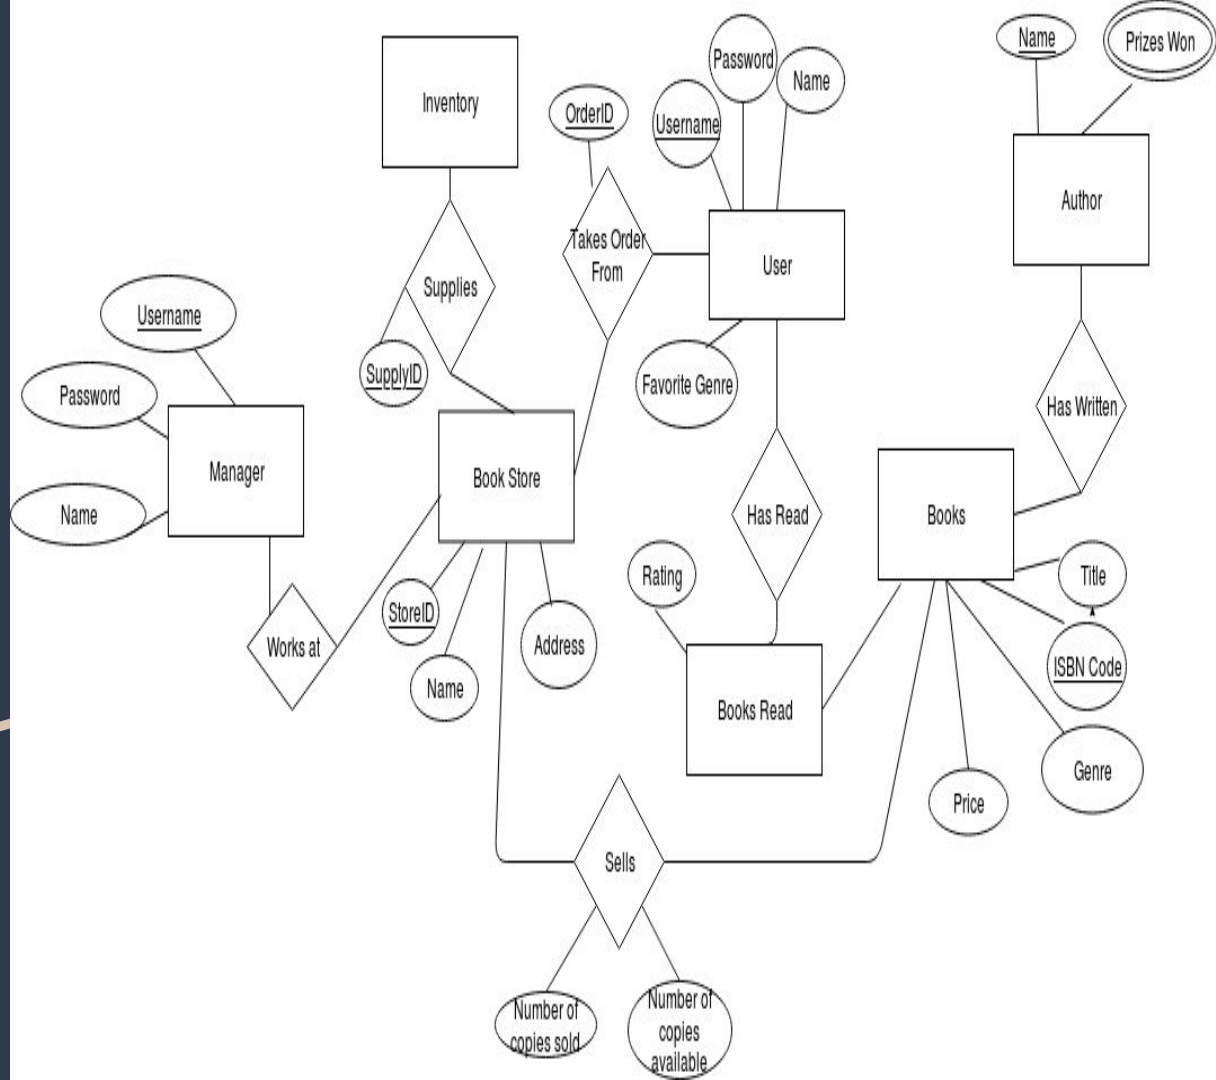 Name
Prizes Won
Password
Name
Inventory
OrderID
Username
Author
Takes Order
From
User
Supplies
Username
SupplyID
Favorite Genre
Password
Has Written
Manager
Book Store
Name
Has Read
Books
Rating
Title
StoreID
Works at
Address
ISBN Code
Name
Books Read
Genre
Price
Sells
Number of
copies sold
Number of
copies
available